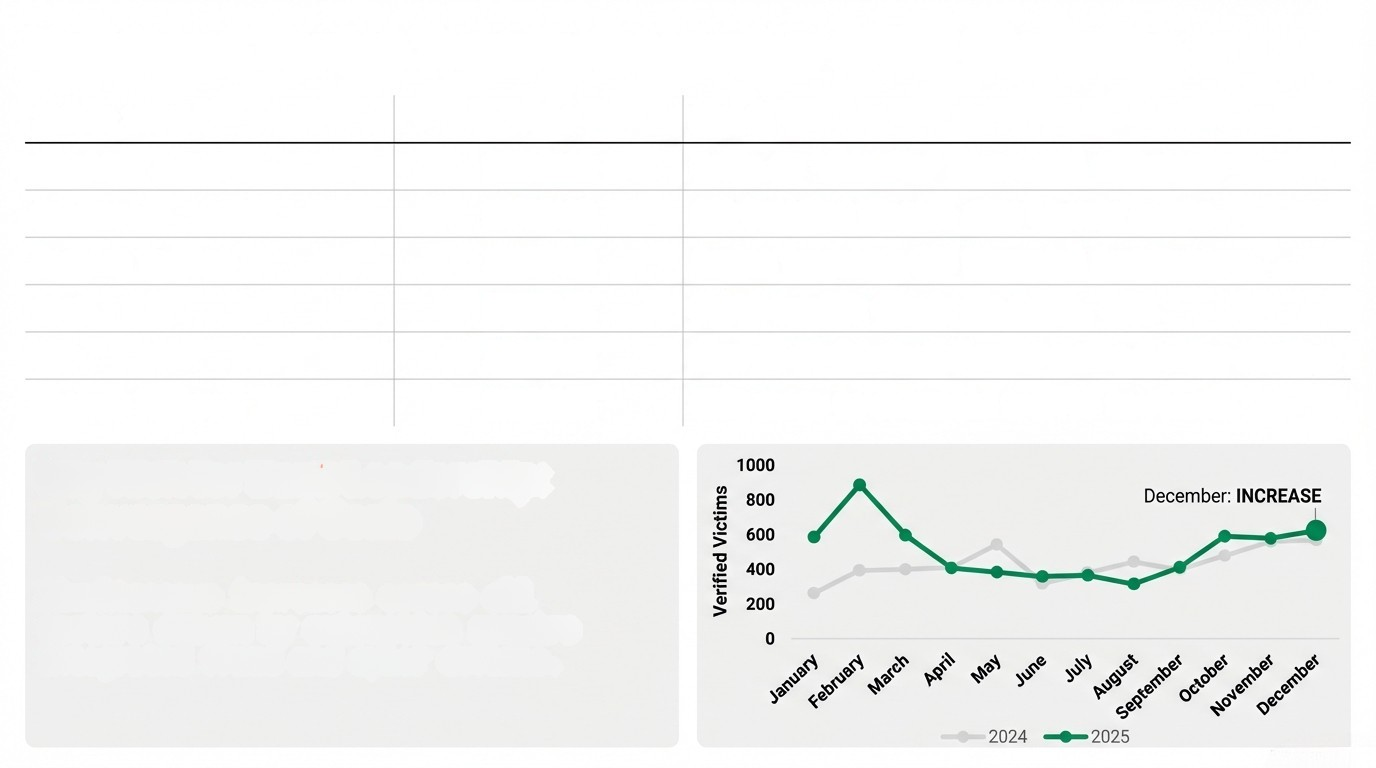 1000
800
600
400
200
0
Verified Victims
December: INCREASE
January
February
March
April
May
June
July
August
September
October
November
December
2024
2025